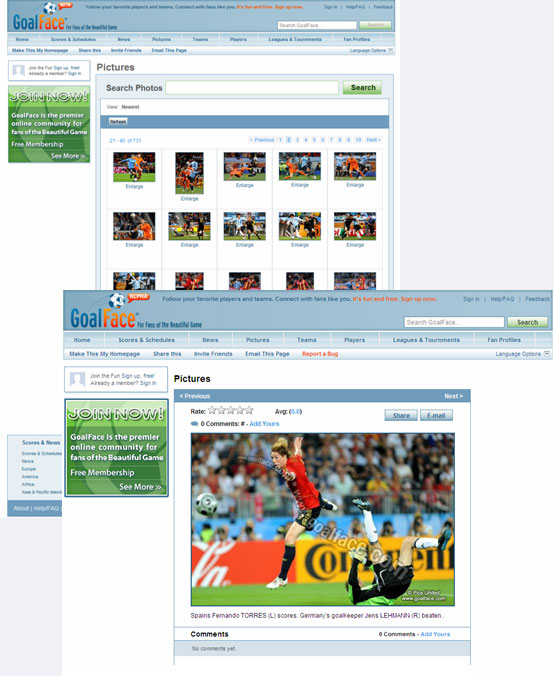 BETA
GoalFace
For Fans of the Beautiful Game
Follow your favorite players and teams. Connect with fans like you. It's fun and free. Sign up now.
Sign In | Help/FAQ | Feedback
Search GoalFace...
Search
Home Scores & Schedules News Pictures Teams Players Leagues & Tournments Fan Profiles
Make This My Homepage Share this Invite Friends Email This Page
Language Options
Join the Fun Sign up, free!
Already a member? Sign In
JOIN NOW!
GoalFace is the premier
online community for
fans of the Beautiful Game
Free Membership
See More >>
Pictures
Search Photos
Search
View Newest
Refresh
21 - 40 of 731
< Previous 1 2 3 4 5 6 7 8 9 10 Next >
Enlarge Enlarge Enlarge Enlarge Enlarge
Enlarge Enlarge Enlarge Enlarge Enlarge
Scores & News
Scores & Schedules
News
Europe
America
Africa
Asia & Pacific Islands
About | Help/FAQ |
ALPHA
GoalFace
For Fans of the Beautiful Game
Follow your favorite players and teams. Connect with fans like you. It's fun and free. Sign up now.
Sign In | Help/FAQ | Feedback
Search GoalFace...
Search
Home Scores & Schedules News Pictures Teams Players Leagues & Tournments Fan Profiles
Make This My Homepage Share this Invite Friends Email This Page Report a Bug
Language Options
Join the Fun Sign up, free!
Already a member? Sign In
JOIN NOW!
GoalFace is the premier
online community for
fans of the Beautiful Game
Free Membership
See More >>
Pictures
< Previous Next >
Rate: Avg: (0.0)
Share E-mail
0 Comments: # - Add Yours
goalface.com
Continental
© Pics United
www.goalface.com
Spains Fernando TORRES (L) scores. Germany's goalkeeper Jens LEHMANN (R) beaten..
Comments
0 Comments - Add Yours
No comments yet.